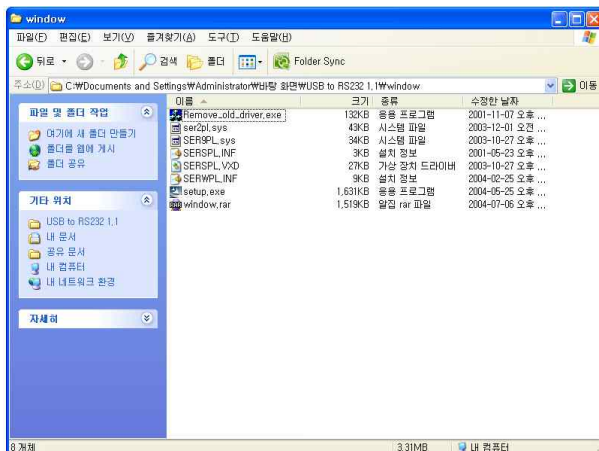 window
파일(F) 편집(E) 보기(V) 즐겨찾기(A) 도구(T) 도움말(H)
뒤로 검색 폴더 Folder Sync
주소(D) C:₩Documents and Settings₩Administrator₩바탕 화면₩USB to RS232 1.1₩window 이동
파일 및 폴더 작업
여기에 새 폴더 만들기
폴더를 웹에 게시
폴더 공유
기타 위치
USB to RS232 1.1
내 문서
공유 문서
내 컴퓨터
내 네트워크 환경
자세히
이름 크기 종류 수정한 날짜
Remove_old_driver.exe 132KB 응용 프로그램 2001-11-07 오후 ...
ser2pl.sys 43KB 시스템 파일 2003-12-01 오전 ...
SER9PL.sys 34KB 시스템 파일 2003-10-27 오후 ...
SERSPL.INF 3KB 설치 정보 2001-05-23 오후 ...
SERSPL.VXD 27KB 가상 장치 드라이버 2003-10-27 오후 ...
SERWPL.INF 9KB 설치 정보 2004-02-25 오후 ...
setup.exe 1,631KB 응용 프로그램 2004-05-25 오후 ...
window.rar 1,519KB 알집 rar 파일 2004-07-06 오후 ...
8 개체 3.31MB 내 컴퓨터